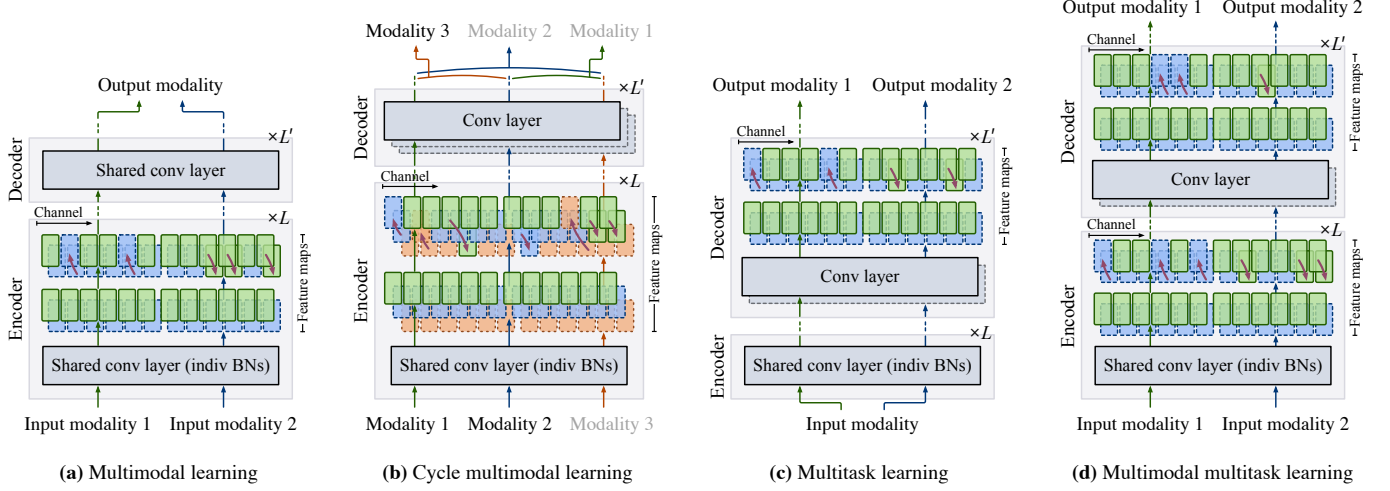 Output modality
Decoder
×L′
Shared conv layer
Encoder
×L
Channel
Feature maps
Shared conv layer (indiv BNs)
Input modality 1 Input modality 2
(a) Multimodal learning
Modality 3 Modality 2 Modality 1
Decoder
×L′
Conv layer
Encoder
×L
Channel
Feature maps
Shared conv layer (indiv BNs)
Modality 1 Modality 2 Modality 3
(b) Cycle multimodal learning
Output modality 1 Output modality 2
Decoder
×L′
Channel
Feature maps
Conv layer
Encoder
×L
Shared conv layer (indiv BNs)
Input modality
(c) Multitask learning
Output modality 1 Output modality 2
Decoder
×L′
Channel
Feature maps
Conv layer
Encoder
×L
Channel
Feature maps
Shared conv layer (indiv BNs)
Input modality 1 Input modality 2
(d) Multimodal multitask learning